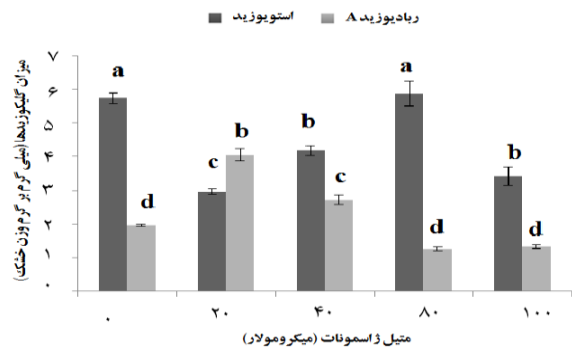 استویوزید ربادیوزید A
میزان گلیکوزیدها (میلی گرم بر گرم وزن خشک)
۷
۶
۵
۴
۳
۲
۱
۰
a
d
c
b
b
c
a
d
b
d
۰ ۲۰ ۴۰ ۸۰ ۱۰۰
متیل ژاسمونات (میکرومولار)